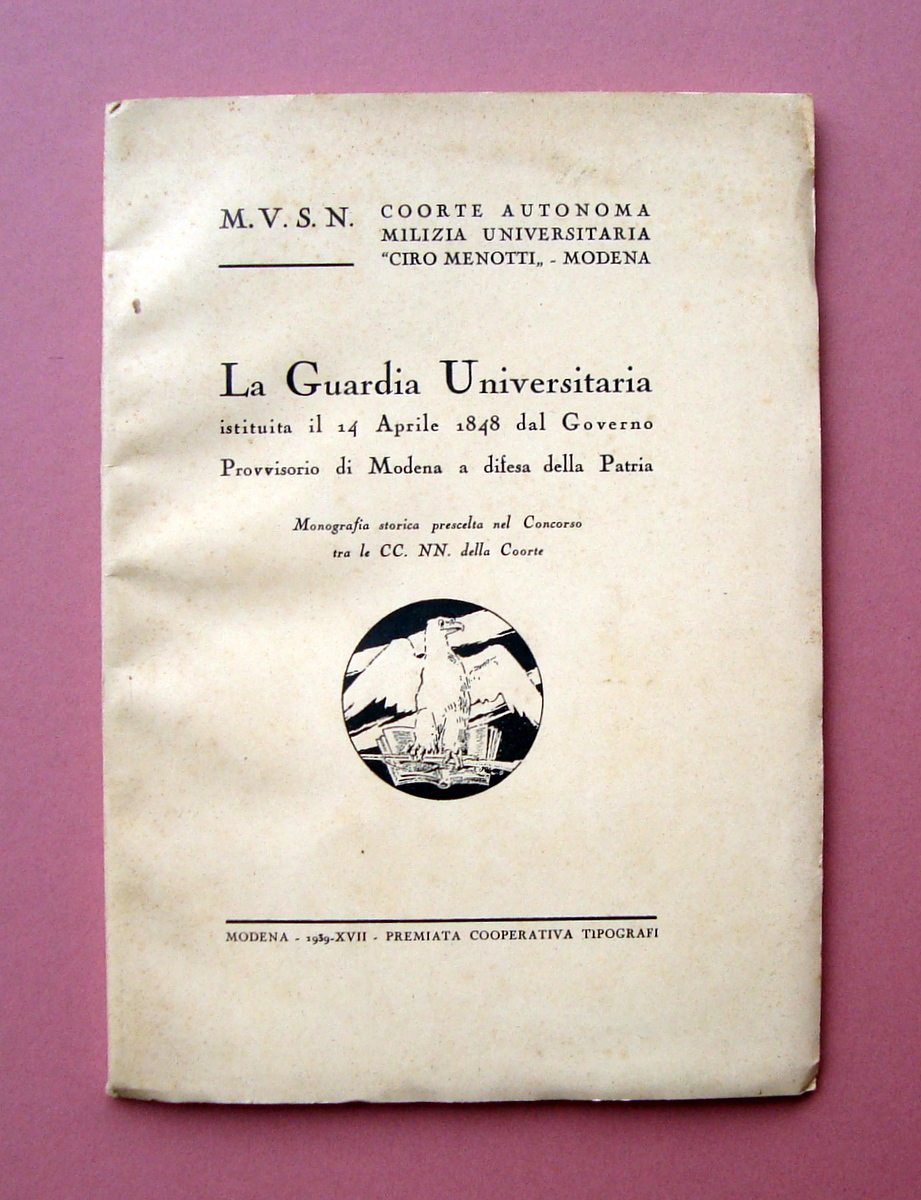 M. V. S. N.
COORTE AUTONOMA
MILIZIA UNIVERSITARIA
“CIRO MENOTTI„ - MODENA
La Guardia Universitaria
istituita il 14 Aprile 1848 dal Governo
Provvisorio di Modena a difesa della Patria
Monografia storica prescelta nel Concorso
tra le CC. NN. della Coorte
MODENA - 1939-XVII - PREMIATA COOPERATIVA TIPOGRAFI